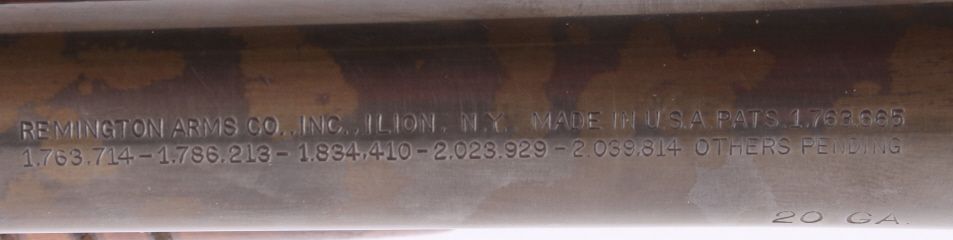 REMINGTON ARMS CO., INC., ILION, N.Y. MADE IN U.S.A PATS. 1,763,665
1,763,714-1,786,213-1,834,410-2,023,929-2,039,814 OTHERS PENDING
20 GA.